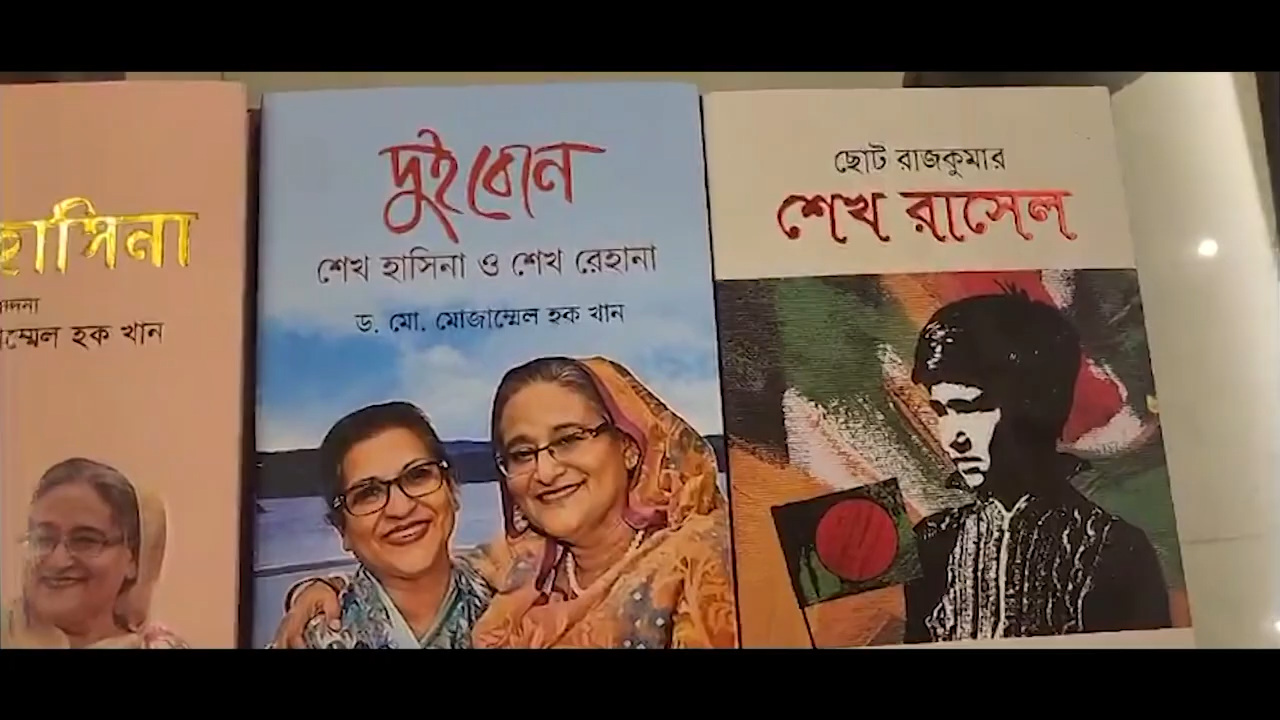 হাসিনা
হক খান
দুই বোন
শেখ হাসিনা ও শেখ রেহানা
ড. মো. মোজাম্মেল হক খান
ছোট রাজকুমার
শেখ রাসেল